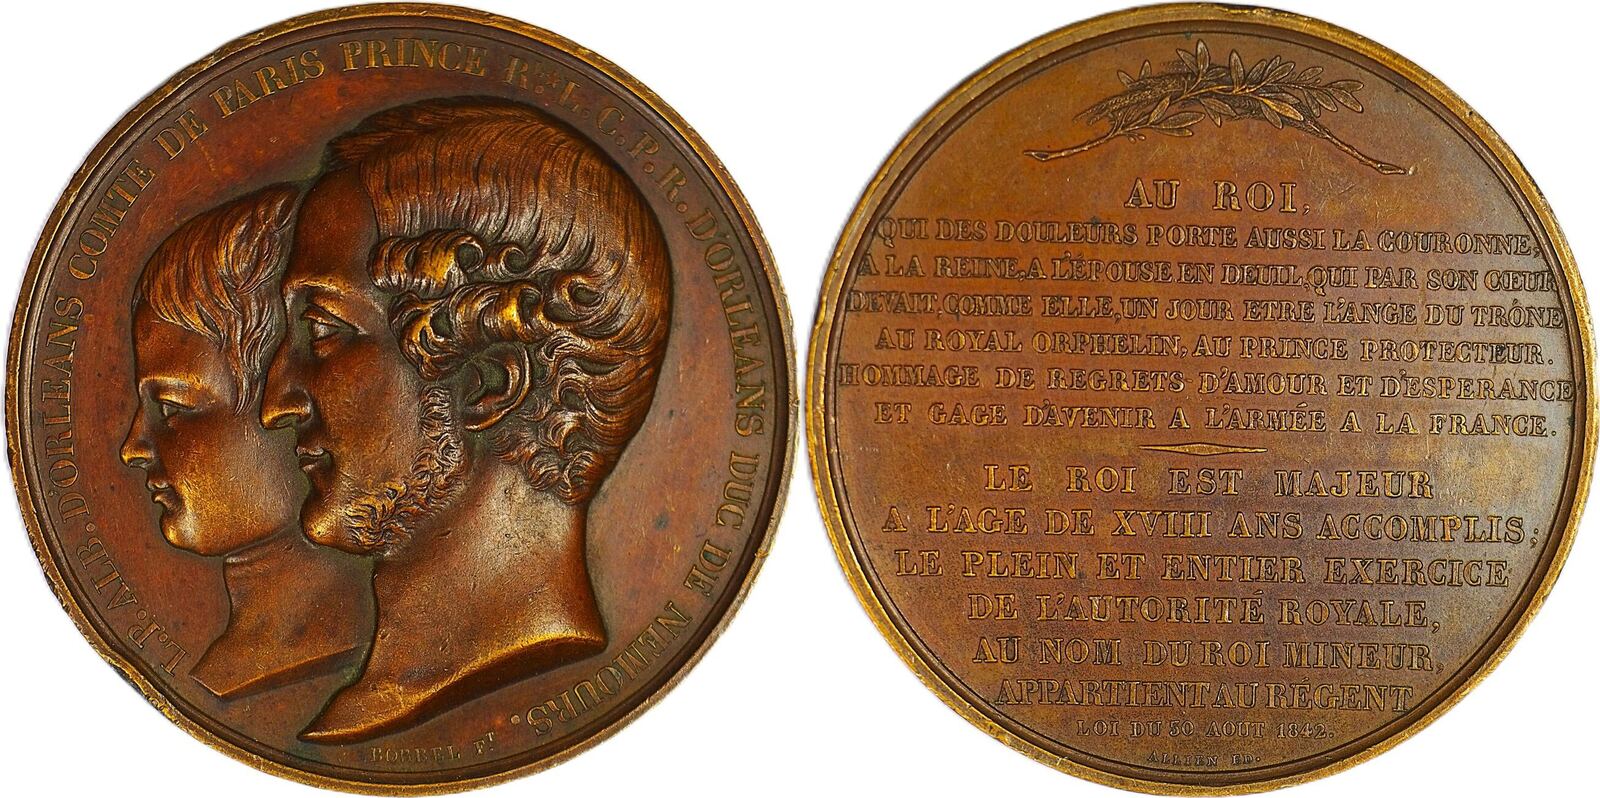 L. P. ALB. D'ORLEANS COMTE DE PARIS PRINCE R. L. C. P. R. D'ORLEANS DUC DE NEMOURS.
BORREL FT
AU ROI,
QUI DES DOULEURS PORTE AUSSI LA COURONNE;
A LA REINE, A L'ÉPOUSE EN DEUIL, QUI PAR SON CŒUR
DEVAIT, COMME ELLE, UN JOUR ETRE L'ANGE DU TRÔNE
AU ROYAL ORPHELIN, AU PRINCE PROTECTEUR.
HOMMAGE DE REGRETS D'AMOUR ET D'ESPERANCE
ET GAGE D'AVENIR A L'ARMÉE A LA FRANCE.
LE ROI EST MAJEUR
A L'AGE DE XVIII ANS ACCOMPLIS;
LE PLEIN ET ENTIER EXERCICE
DE L'AUTORITÉ ROYALE,
AU NOM DU ROI MINEUR,
APPARTIENT AU RÉGENT
LOI DU 30 AOUT 1842.
ALLIEN ED.